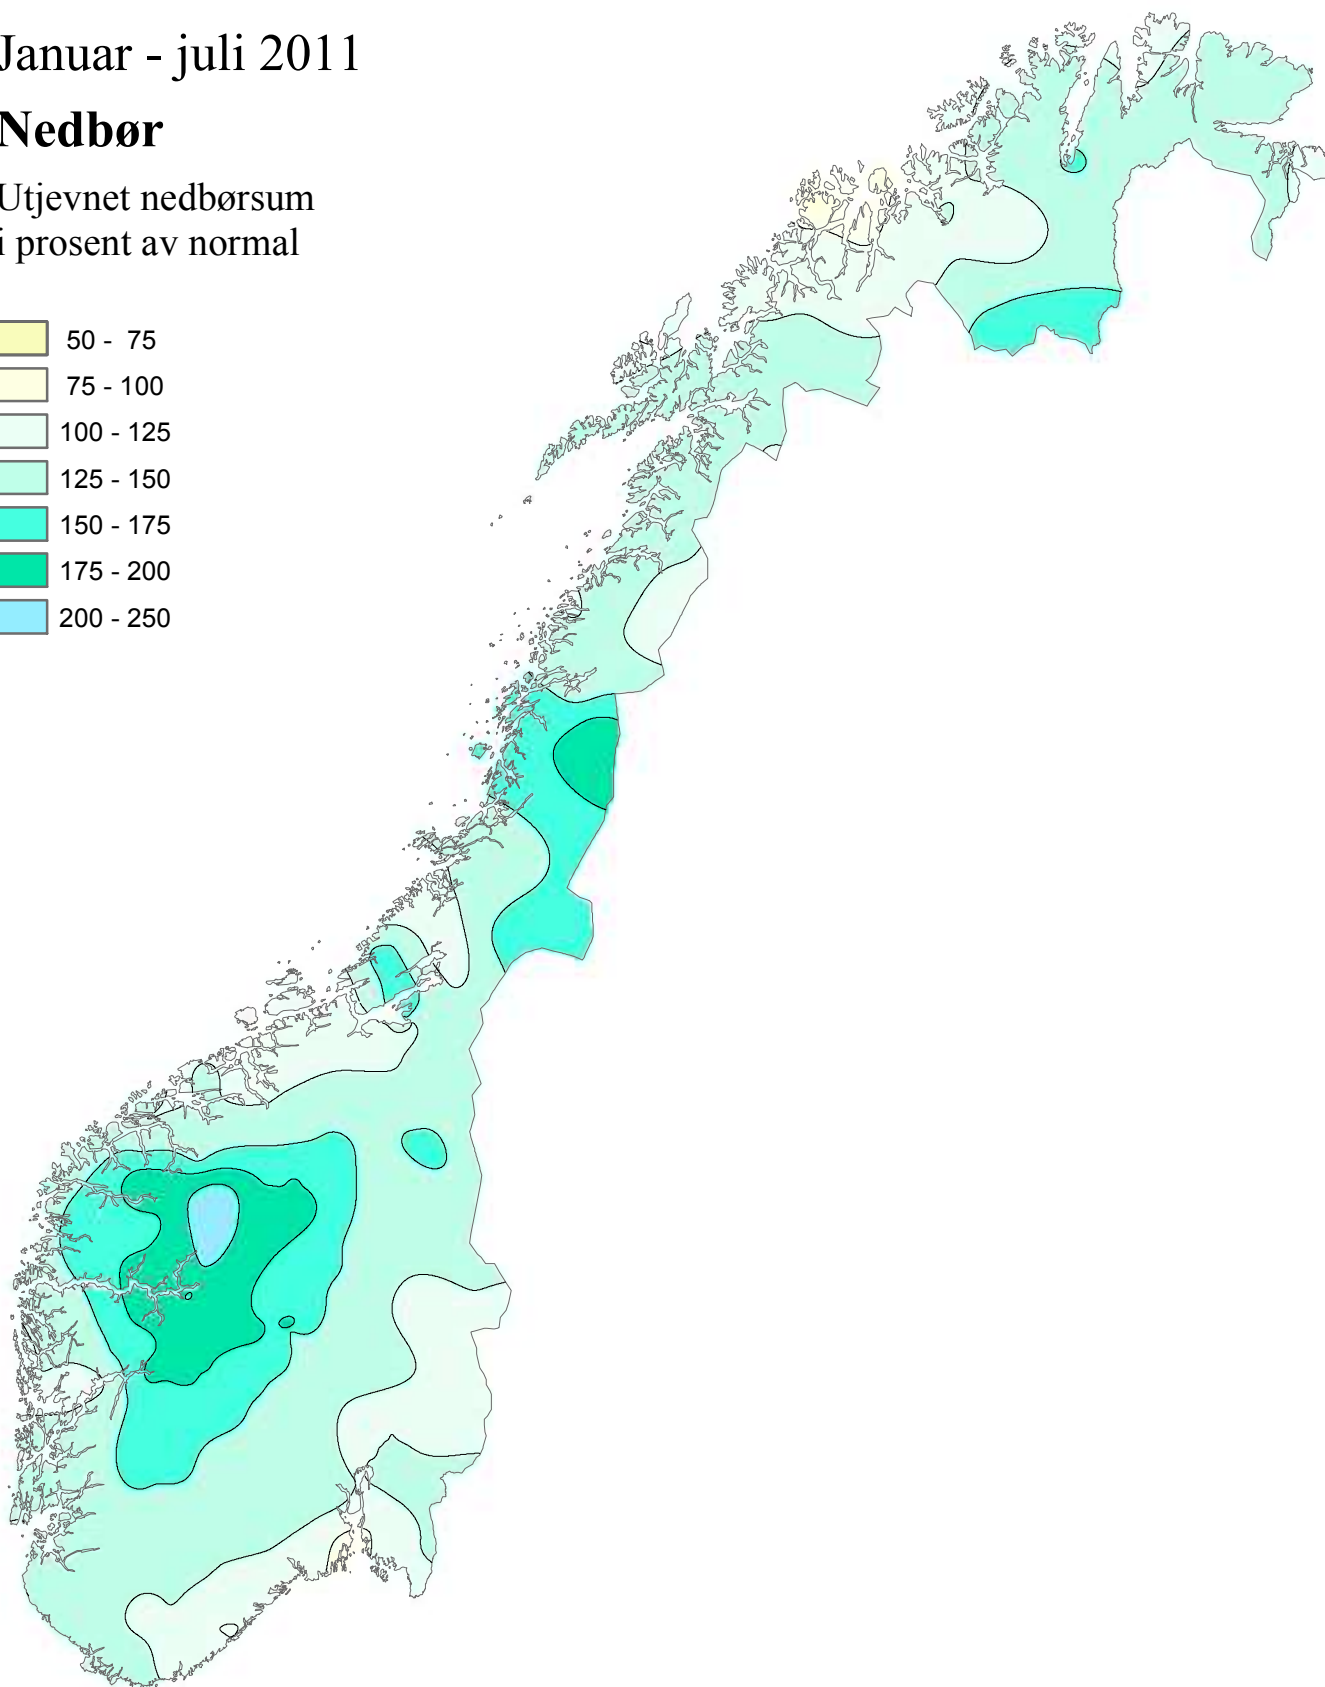 Januar - juli 2011
Nedbør
Utjevnet nedbørsum
i prosent av normal
50 - 75
75 - 100
100 - 125
125 - 150
150 - 175
175 - 200
200 - 250